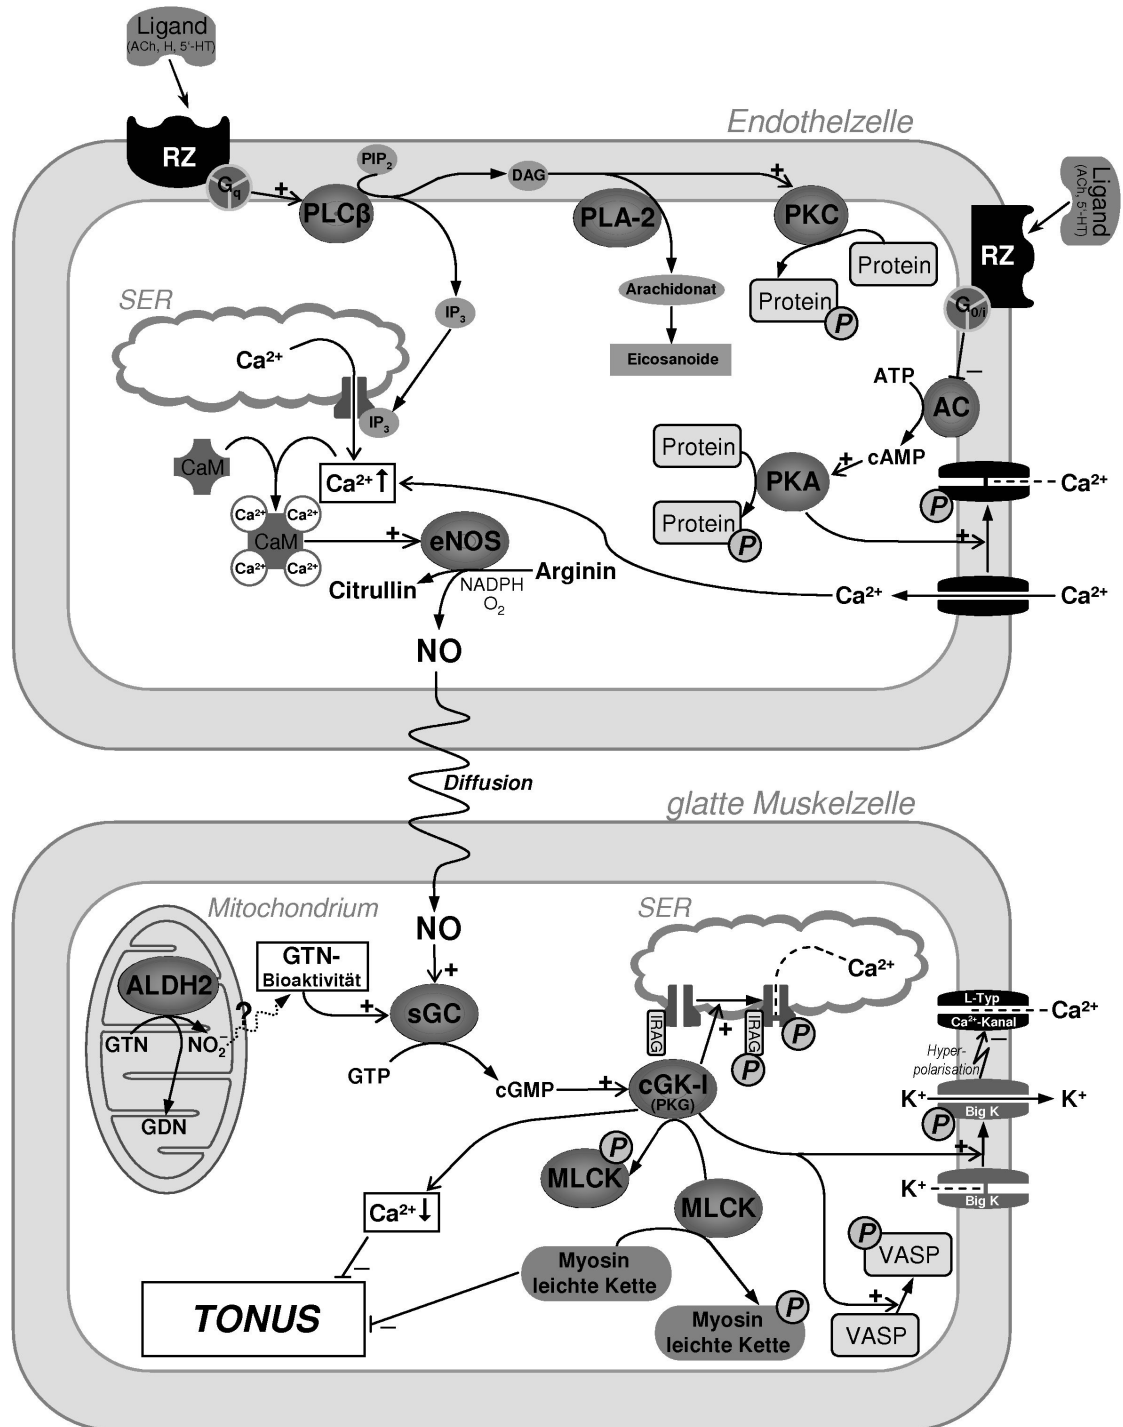 Ligand
(ACh, H, 5'-HT)
RZ
Gq
+
PLCβ
PIP2
DAG
PLA-2
+
PKC
Protein
Protein
P
Arachidonat
Eicosanoide
IP3
IP3
Endothelzelle
Ligand
(ACh, 5'-HT)
RZ
G0/i
–
ATP
AC
cAMP
+
PKA
Protein
Protein
P
P
Ca2+
+
Ca2+
Ca2+
SER
Ca2+
CaM
Ca2+↑
Ca2+
Ca2+
CaM
Ca2+
Ca2+
+
eNOS
Citrullin
Arginin
NADPH
O2
NO
Diffusion
glatte Muskelzelle
Mitochondrium
ALDH2
GTN
NO2-
GDN
?
GTN-
Bioaktivität
+
NO
+
sGC
GTP
cGMP
+
cGK-I
(PKG)
SER
Ca2+
IRAG
+
IRAG
P
P
L-Typ
Ca2+-Kanal
Ca2+
Hyper-
polarisation
–
K+
K+
Big K
P
+
K+
Big K
MLCK
P
MLCK
Ca2+↓
–
TONUS
–
Myosin
leichte Kette
Myosin
leichte Kette
P
P
VASP
+
VASP